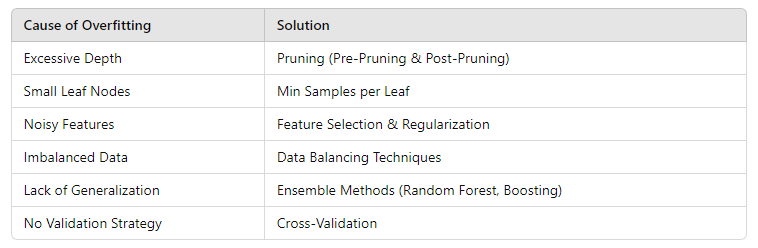 Cause of Overfitting Solution
Excessive Depth Pruning (Pre-Pruning & Post-Pruning)
Small Leaf Nodes Min Samples per Leaf
Noisy Features Feature Selection & Regularization
Imbalanced Data Data Balancing Techniques
Lack of Generalization Ensemble Methods (Random Forest, Boosting)
No Validation Strategy Cross-Validation